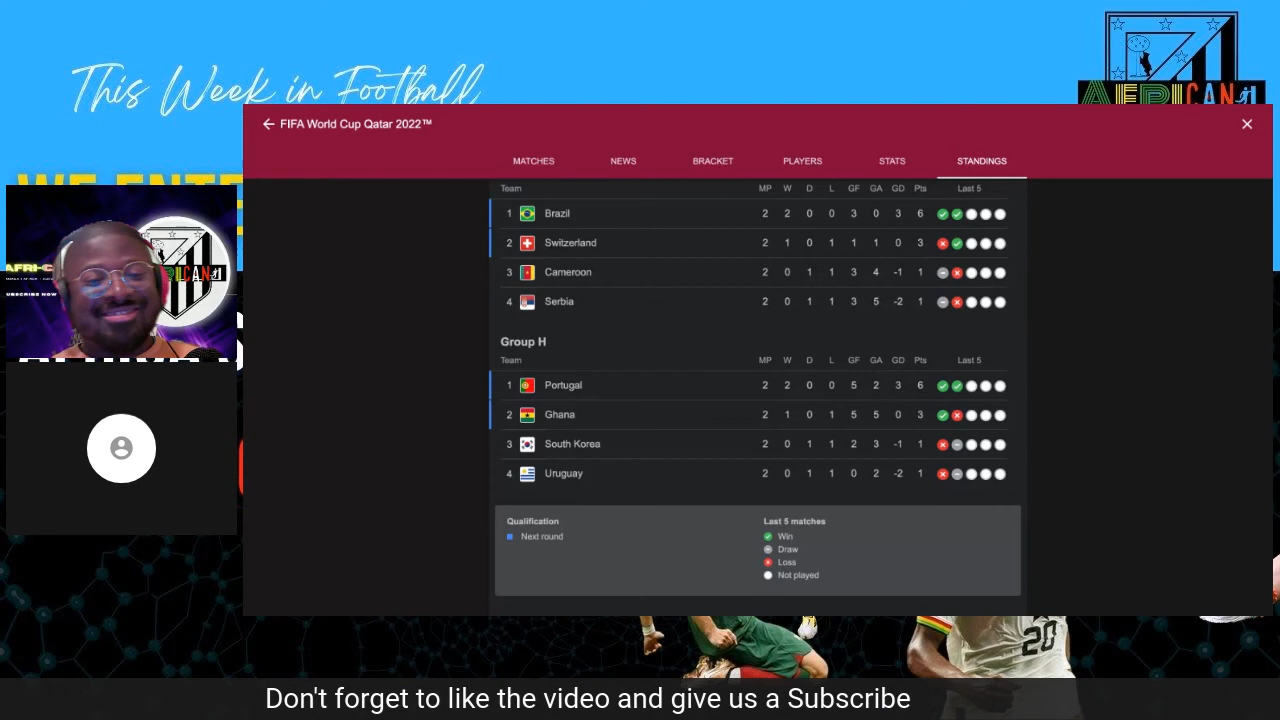 This Week in Football
AFRICAN
FIFA World Cup Qatar 2022™
MATCHES NEWS BRACKET PLAYERS STATS STANDINGS
Team MP W D L GF GA GD Pts Last 5
1 Brazil 2 2 0 0 3 0 3 6
2 Switzerland 2 1 0 1 1 1 0 3
3 Cameroon 2 0 1 1 3 4 -1 1
4 Serbia 2 0 1 1 3 5 -2 1
Group H
Team MP W D L GF GA GD Pts Last 5
1 Portugal 2 2 0 0 5 2 3 6
2 Ghana 2 1 0 1 5 5 0 3
3 South Korea 2 0 1 1 2 3 -1 1
4 Uruguay 2 0 1 1 0 2 -2 1
Qualification
Next round
Last 5 matches
Win
Draw
Loss
Not played
WE ENTE
SUBSCRIBE NOW
20
Don't forget to like the video and give us a Subscribe